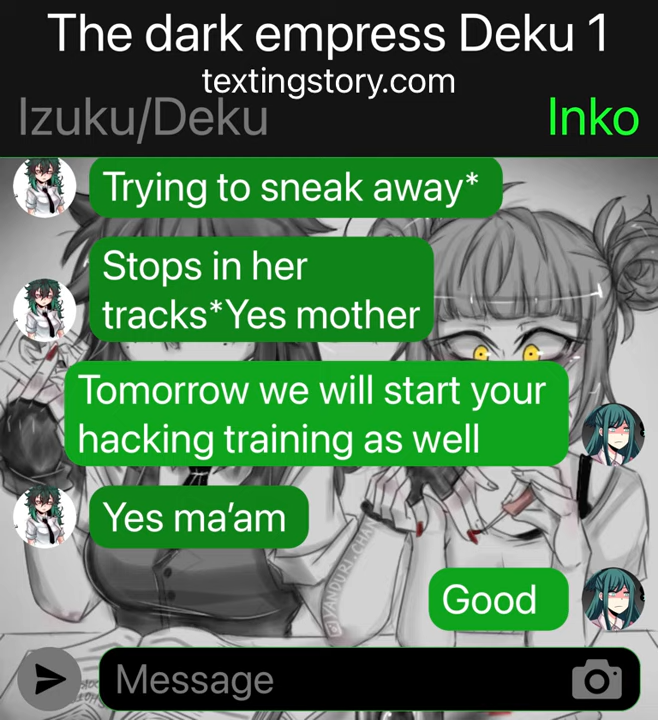 The dark empress Deku 1
textingstory.com
Izuku/Deku
Inko
Trying to sneak away*
Stops in her
tracks*Yes mother
Tomorrow we will start your
hacking training as well
Yes ma’am
Good
Message